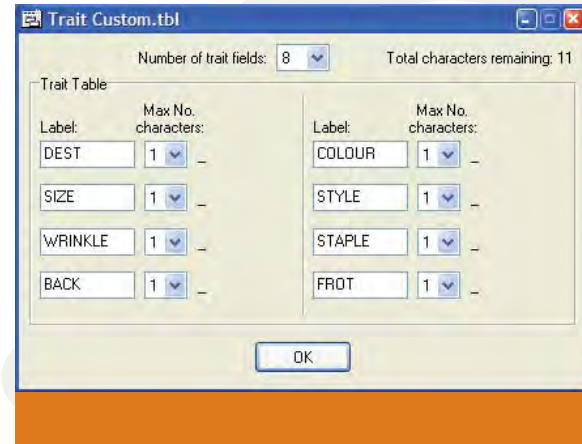 Trait Custom.tbl
Number of trait fields: 8 Total characters remaining: 11
Trait Table
Label: Max No. characters: Label: Max No. characters:
DEST 1 _ COLOUR 1 _
SIZE 1 _ STYLE 1 _
WRINKLE 1 _ STAPLE 1 _
BACK 1 _ FROT 1 _
OK